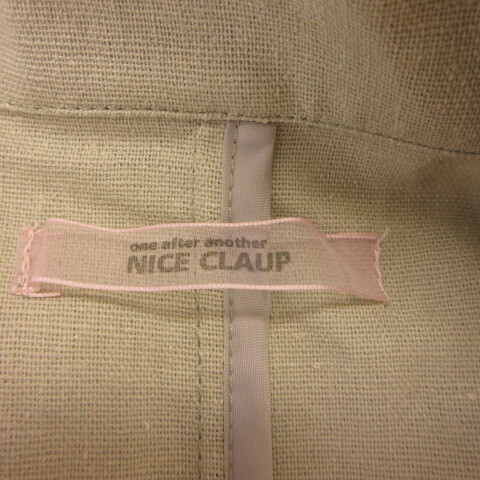 one after another
NICE CLAUP